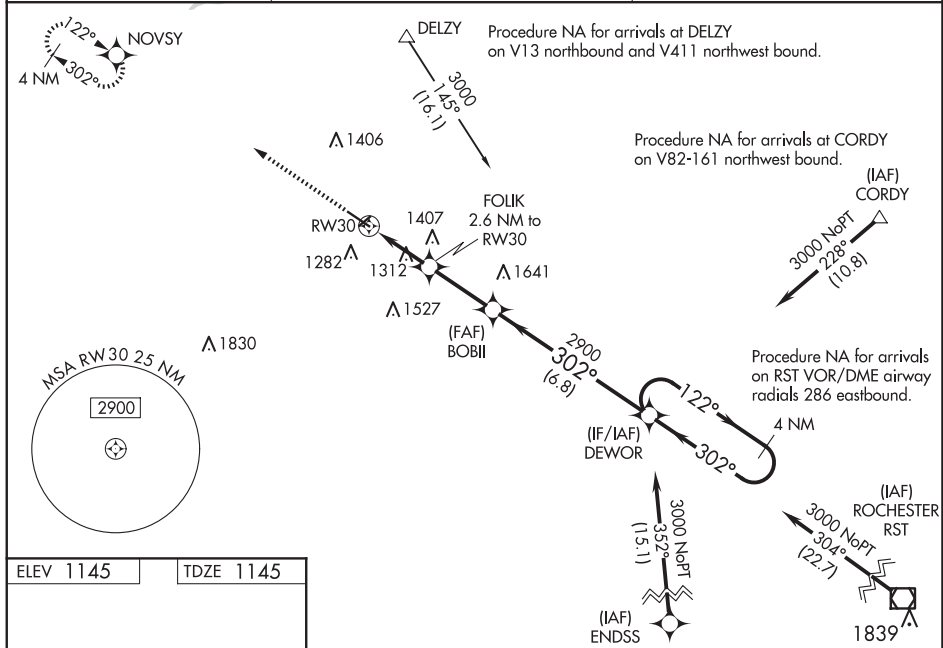 122°
NOVSY
4 NM
302°
DELZY
Procedure NA for arrivals at DELZY
on V13 northbound and V411 northwest bound.
3000
145°
(16.1)
1406
Procedure NA for arrivals at CORDY
on V82-161 northwest bound.
(IAF)
CORDY
3000 NoPT
228°
(10.8)
FOLIK
2.6 NM to
RW30
RW30
1407
1282
1312
1641
1527
(FAF)
BOBII
1830
2900
302°
(6.8)
MSA RW30 25 NM
2900
Procedure NA for arrivals
on RST VOR/DME airway
radials 286 eastbound.
122°
4 NM
302°
(IF/IAF)
DEWOR
3000 NoPT
352°
(15.1)
(IAF)
ENDSS
(IAF)
ROCHESTER
RST
3000 NoPT
304°
(22.7)
1839
ELEV 1145
TDZE 1145